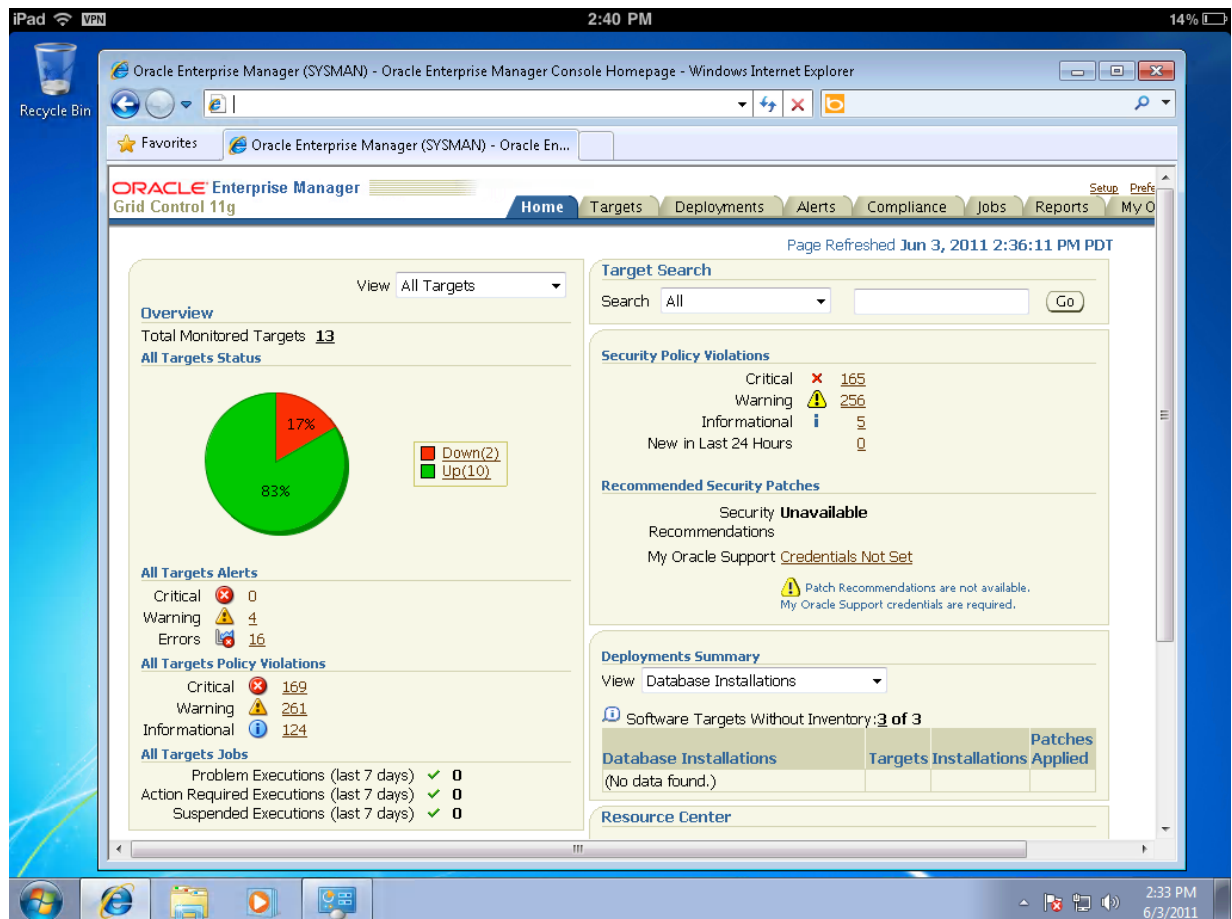 iPad VPN 2:40 PM 14%
Recycle Bin
Oracle Enterprise Manager (SYSMAN) - Oracle Enterprise Manager Console Homepage - Windows Internet Explorer
Favorites
Oracle Enterprise Manager (SYSMAN) - Oracle En...
ORACLE Enterprise Manager
Grid Control 11g
Setup Prefe
Home Targets Deployments Alerts Compliance Jobs Reports My O
Page Refreshed Jun 3, 2011 2:36:11 PM PDT
View All Targets
Overview
Total Monitored Targets 13
All Targets Status
17%
83%
Down(2)
Up(10)
All Targets Alerts
Critical 0
Warning 4
Errors 16
All Targets Policy Violations
Critical 169
Warning 261
Informational 124
All Targets Jobs
Problem Executions (last 7 days) 0
Action Required Executions (last 7 days) 0
Suspended Executions (last 7 days) 0
Target Search
Search All Go
Security Policy Violations
Critical 165
Warning 256
Informational 5
New in Last 24 Hours 0
Recommended Security Patches
Security Unavailable
Recommendations
My Oracle Support Credentials Not Set
Patch Recommendations are not available.
My Oracle Support credentials are required.
Deployments Summary
View Database Installations
Software Targets Without Inventory:3 of 3
Database Installations Targets Installations Patches Applied
(No data found.)
Resource Center
2:33 PM
6/3/2011